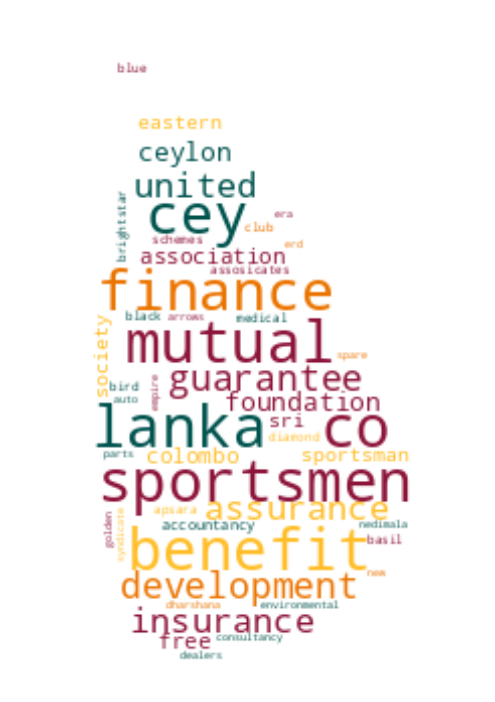 blue
eastern
ceylon
united
brightstar
cey
era
club
schemes
erd
association
assosicates
finance
black arrows medical
society
mutual
spare
guarantee
bird
empire
auto
foundation
lanka
sri
co
diamond
parts
colombo
sportsman
sportsmen
assurance
apsara
golden
syndicate
accountancy
nedimala
benefit
basil
new
development
dharshana
environmental
insurance
free
consultancy
dealers